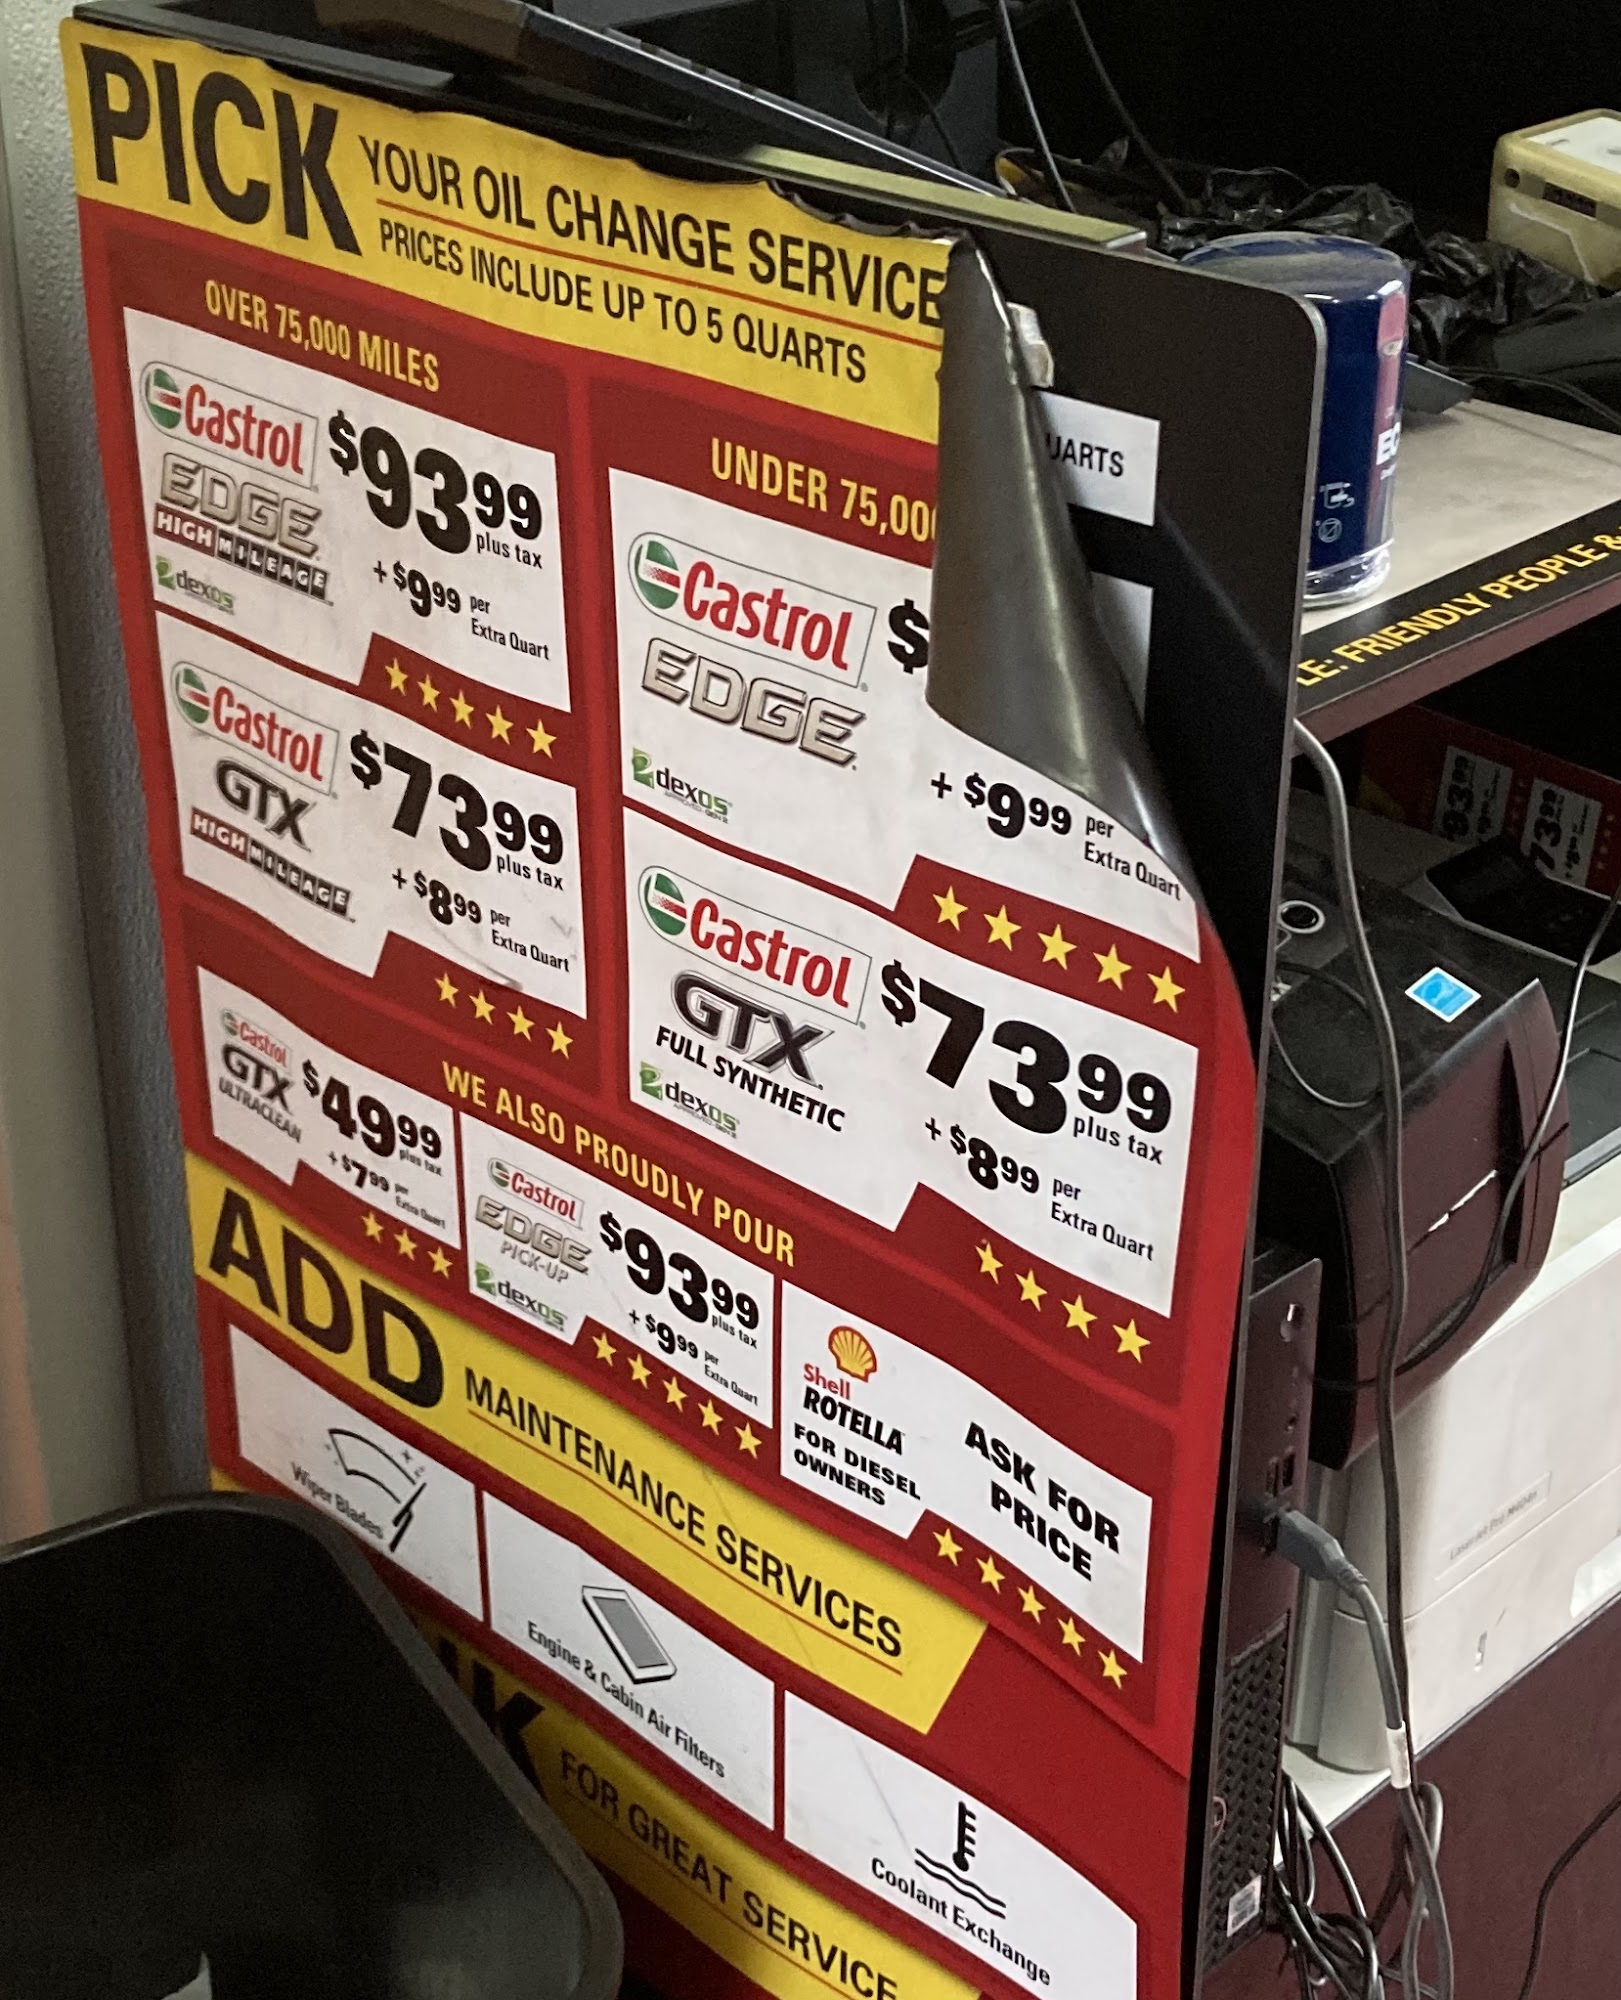 PICK
YOUR OIL CHANGE SERVICE
PRICES INCLUDE UP TO 5 QUARTS
OVER 75,000 MILES
Castrol
EDGE
HIGH MILEAGE
dexos
$93 99
plus tax
+ $9 99 per
Extra Quart
Castrol
GTX
HIGH MILEAGE
$73 99
plus tax
+ $8 99 per
Extra Quart
UNDER 75,00
Castrol
EDGE
dexos
$
+ $9 99 per
Extra Quart
Castrol
GTX
FULL SYNTHETIC
dexos
$73 99
plus tax
+ $8 99 per
Extra Quart
Castrol
GTX
ULTRACLEAN
$49 99
plus tax
+ $7 99 per
Extra Quart
WE ALSO PROUDLY POUR
Castrol
EDGE
PICK-UP
dexos
$93 99
plus tax
+ $9 99 per
Extra Quart
Shell
ROTELLA
FOR DIESEL
OWNERS
ASK FOR
PRICE
ADD
MAINTENANCE SERVICES
Wiper Blades
Engine & Cabin Air Filters
Coolant Exchange
FOR GREAT SERVICE
UARTS
LE: FRIENDLY PEOPLE &
93 99
73 99